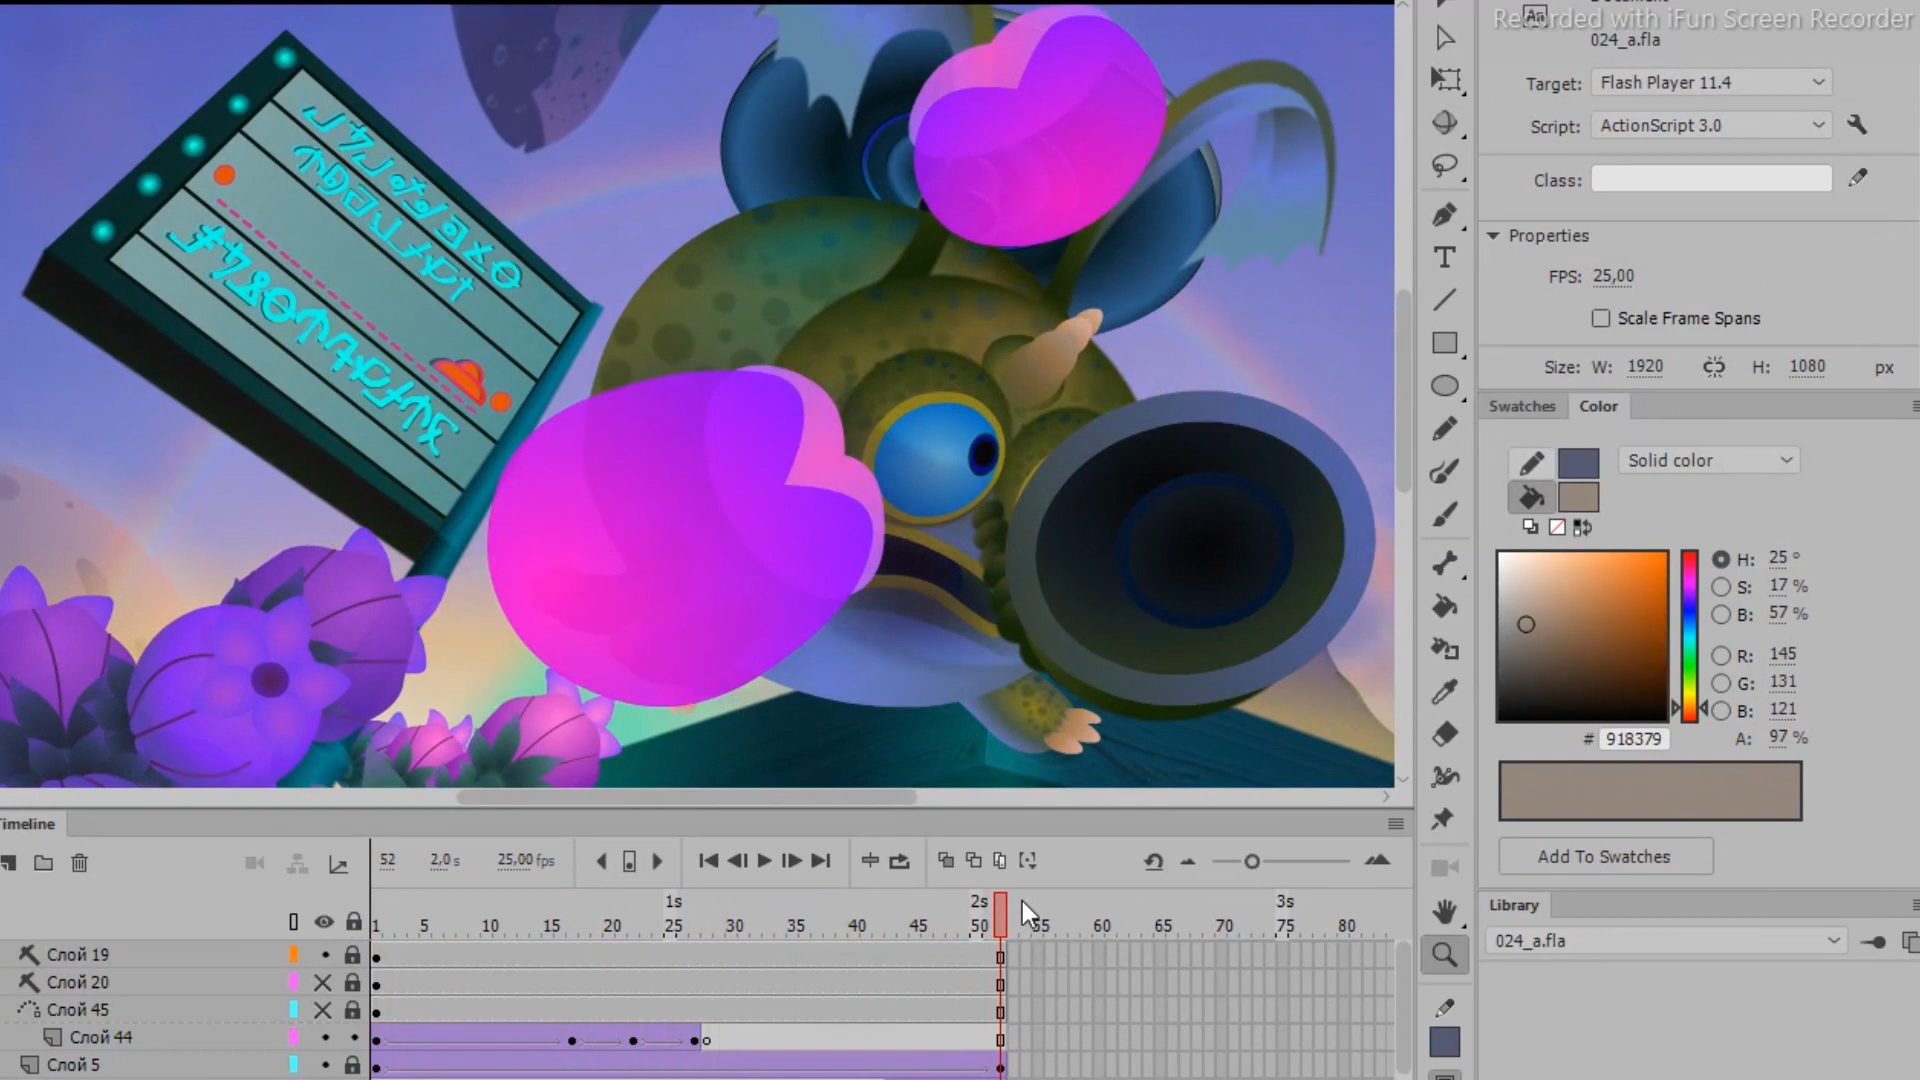 Recorded with iFun Screen Recorder
An
024_a.fla
Target: Flash Player 11.4
Script: ActionScript 3.0
Class:
Properties
FPS: 25,00
Scale Frame Spans
Size: W: 1920 H: 1080 px
Swatches Color
Solid color
H: 25 °
S: 17 %
B: 57 %
R: 145
G: 131
B: 121
# 918379 A: 97 %
Add To Swatches
Library
024_a.fla
T
Timeline
52 2,0 s 25,00 fps
1s 2s 3s
1 5 10 15 20 25 30 35 40 45 50 55 60 65 70 75 80
Слой 19
Слой 20
Слой 45
Слой 44
Слой 5